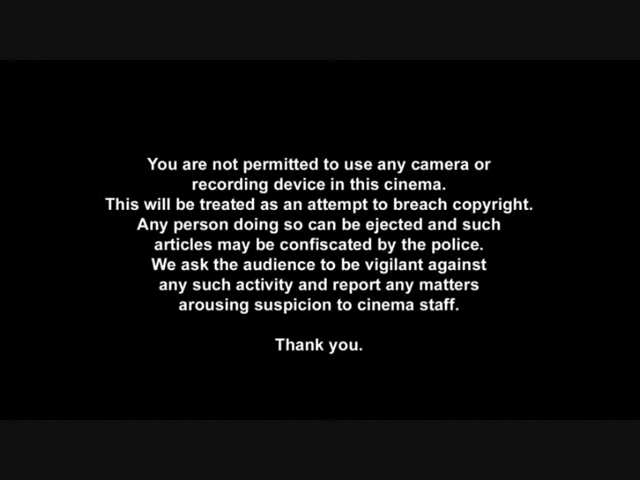 You are not permitted to use any camera or
recording device in this cinema.
This will be treated as an attempt to breach copyright.
Any person doing so can be ejected and such
articles may be confiscated by the police.
We ask the audience to be vigilant against
any such activity and report any matters
arousing suspicion to cinema staff.
Thank you.